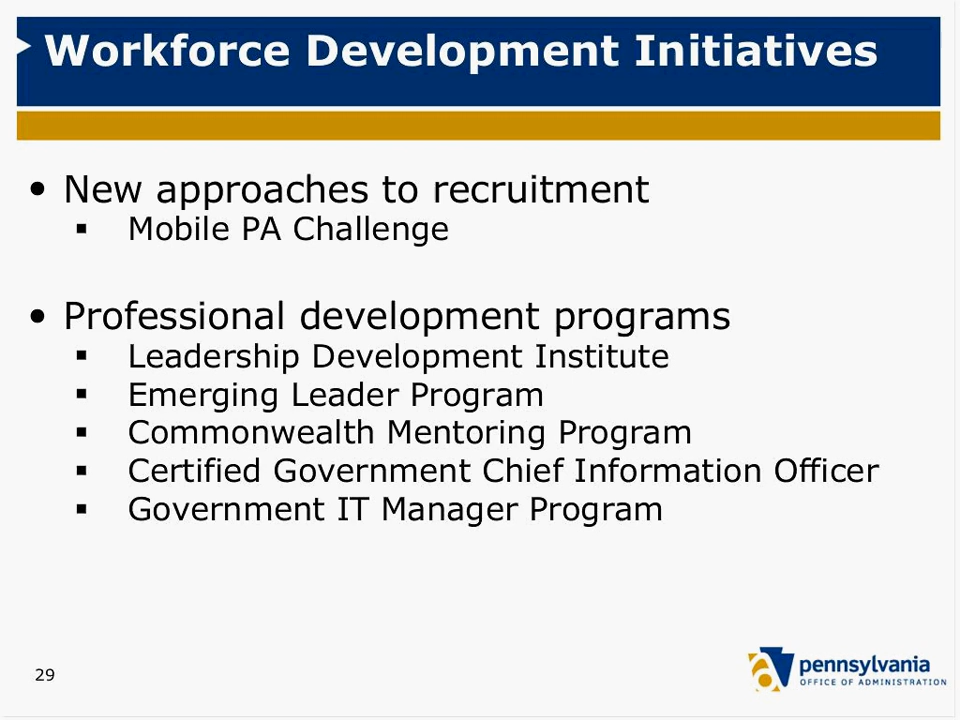 Workforce Development Initiatives
• New approaches to recruitment
▪ Mobile PA Challenge
• Professional development programs
▪ Leadership Development Institute
▪ Emerging Leader Program
▪ Commonwealth Mentoring Program
▪ Certified Government Chief Information Officer
▪ Government IT Manager Program
29
pennsylvania
OFFICE OF ADMINISTRATION